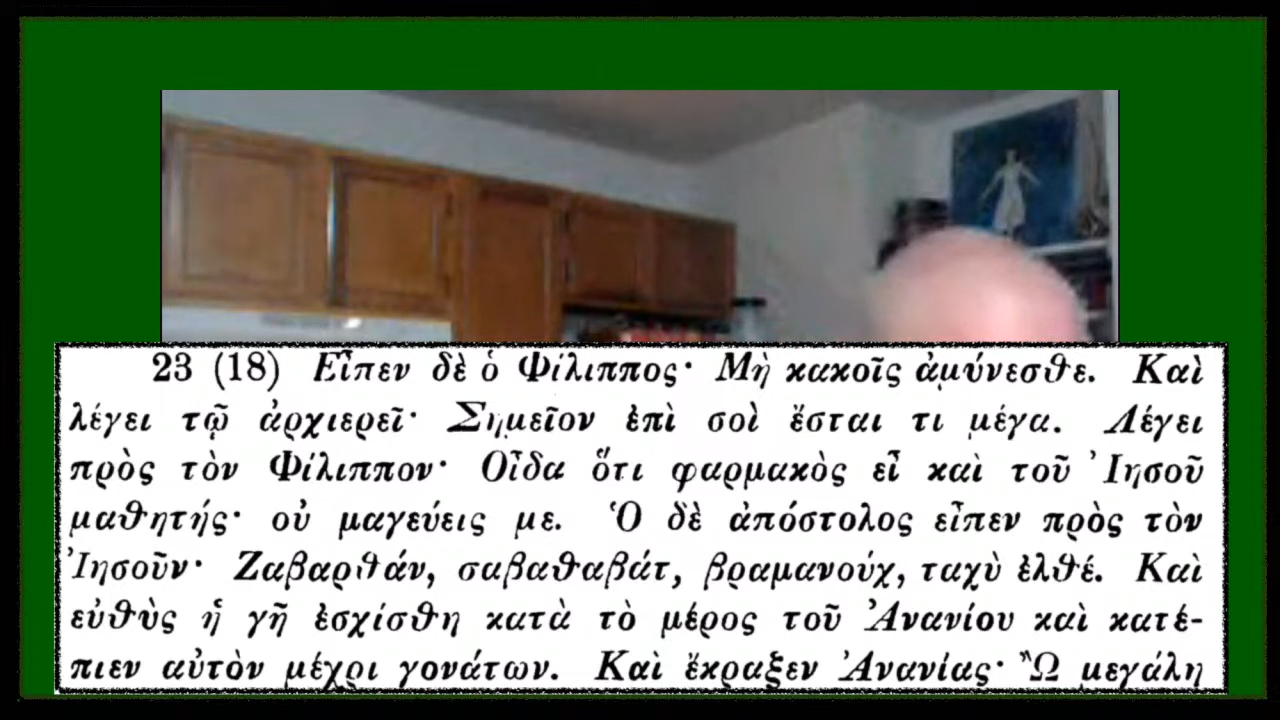 23 (18) Εἶπεν δὲ ὁ Φίλιππος· Μὴ κακοῖς ἀμύνεσθε. Καὶ
λέγει τῷ ἀρχιερεῖ· Σημεῖον ἐπὶ σοὶ ἔσται τι μέγα. Λέγει
πρὸς τὸν Φίλιππον· Οἶδα ὅτι φαρμακὸς εἶ καὶ τοῦ Ἰησοῦ
μαθητής· οὐ μαγεύεις με. Ὁ δὲ ἀπόστολος εἶπεν πρὸς τὸν
Ἰησοῦν· Ζαβαρθάν, σαβαθαβάτ, βραμανούχ, ταχὺ ἐλθέ. Καὶ
εὐθὺς ἡ γῆ ἐσχίσθη κατὰ τὸ μέρος τοῦ Ἀνανίου καὶ κατέ-
πιεν αὐτὸν μέχρι γονάτων. Καὶ ἔκραξεν Ἀνανίας· Ὢ μεγάλη